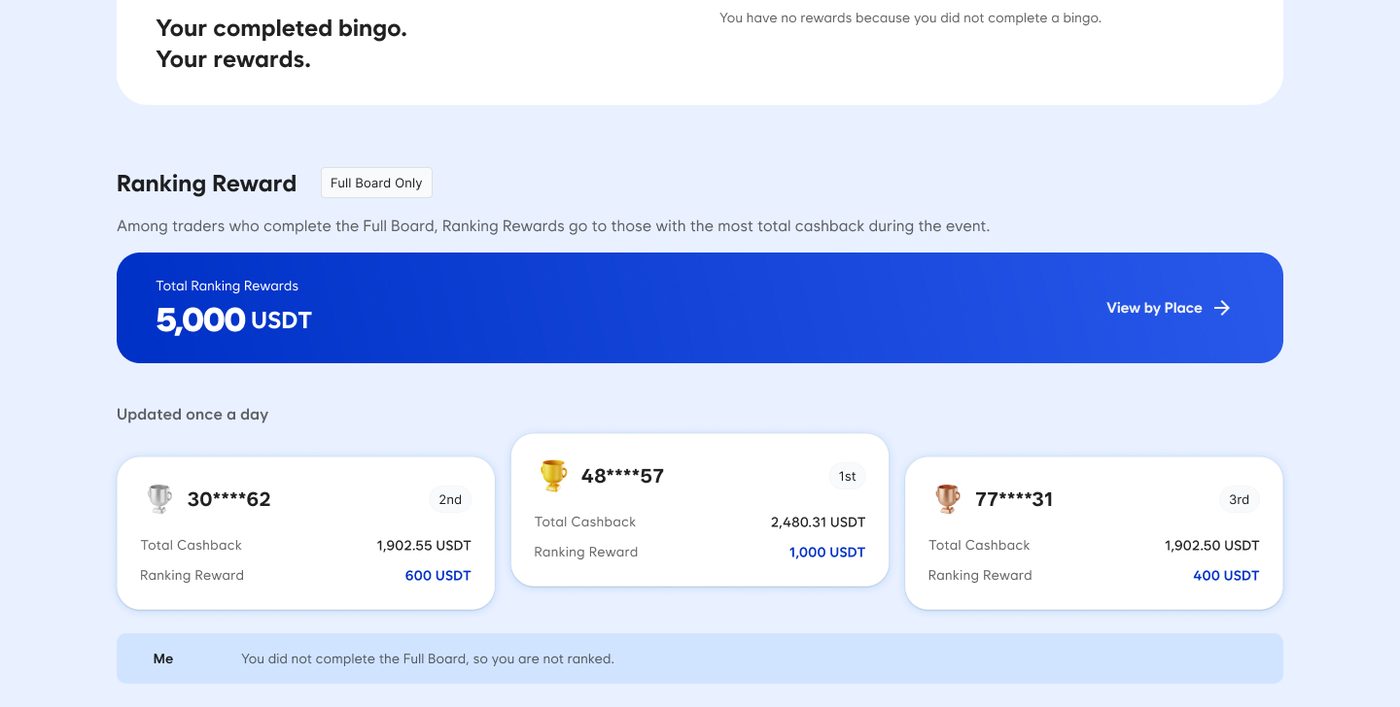 Your completed bingo.
Your rewards.
You have no rewards because you did not complete a bingo.
Ranking Reward
Full Board Only
Among traders who complete the Full Board, Ranking Rewards go to those with the most total cashback during the event.
Total Ranking Rewards
5,000 USDT
View by Place
Updated once a day
30****62
2nd
Total Cashback 1,902.55 USDT
Ranking Reward 600 USDT
48****57
1st
Total Cashback 2,480.31 USDT
Ranking Reward 1,000 USDT
77****31
3rd
Total Cashback 1,902.50 USDT
Ranking Reward 400 USDT
Me You did not complete the Full Board, so you are not ranked.